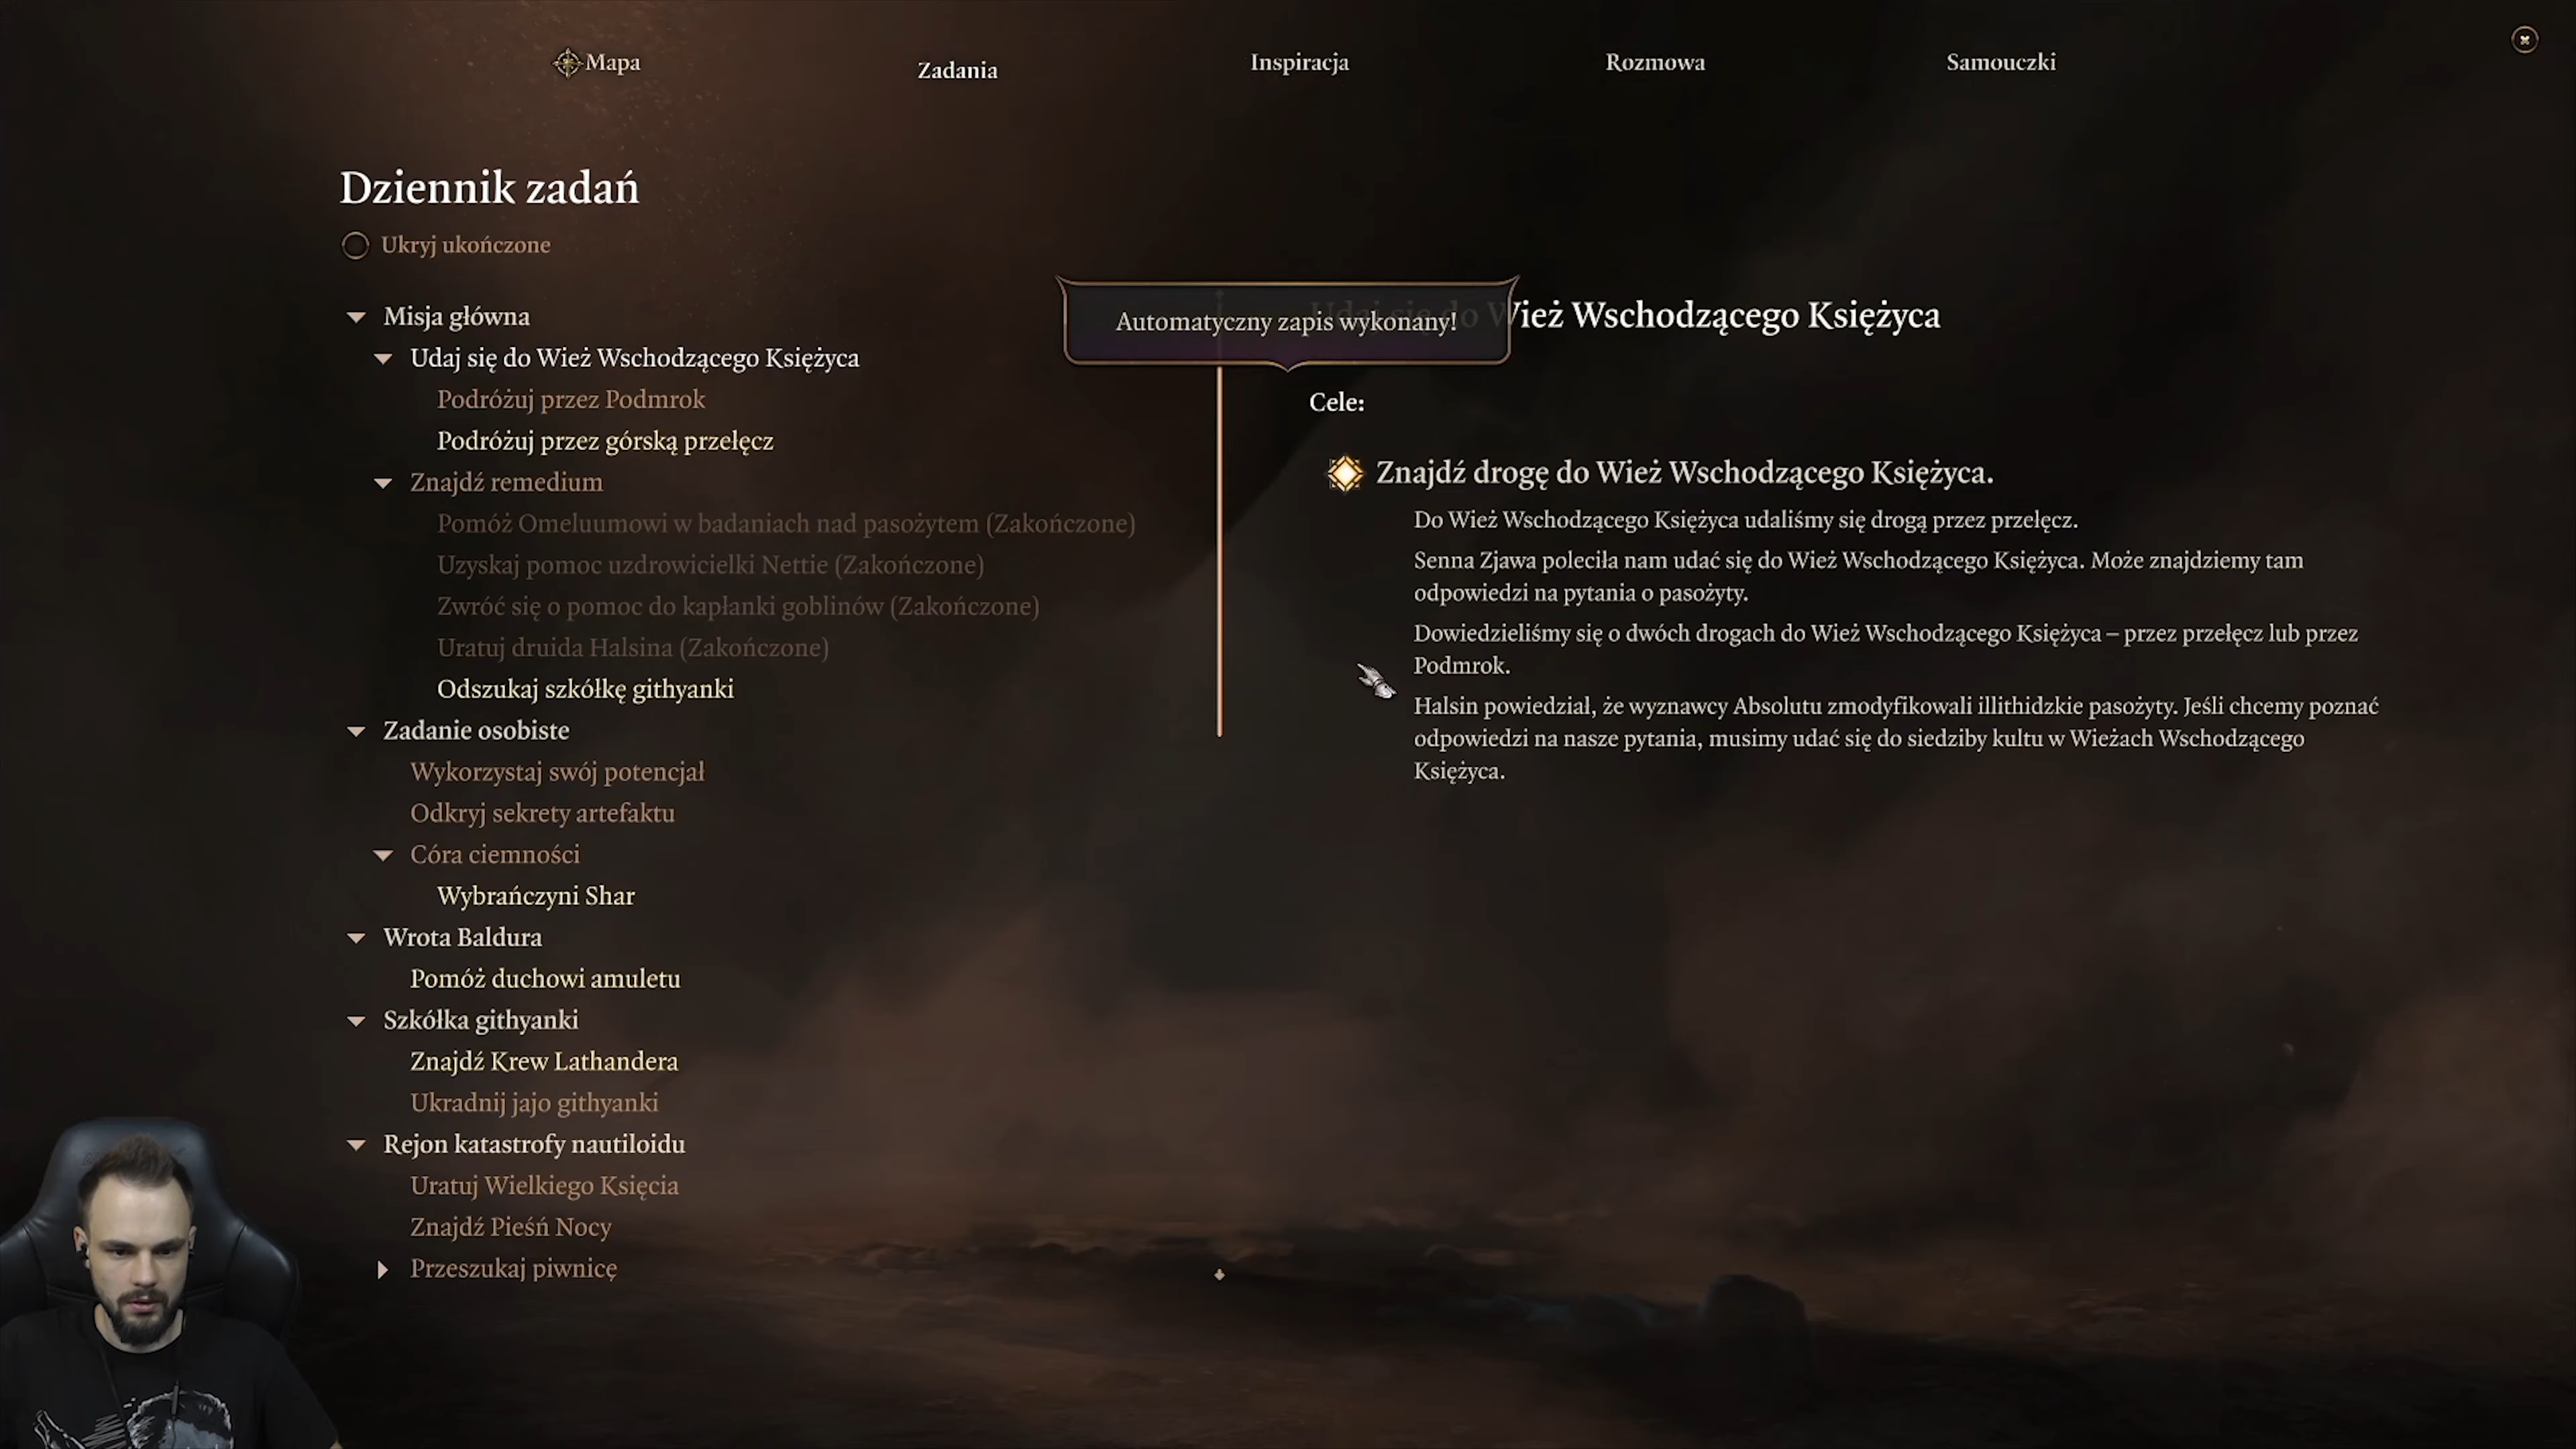 Mapa
Zadania
Inspiracja
Rozmowa
Samouczki
Dziennik zadań
Ukryj ukończone
Misja główna
Udaj się do Wież Wschodzącego Księżyca
Podróżuj przez Podmrok
Podróżuj przez górską przełęcz
Znajdź remedium
Pomóż Omeluumowi w badaniach nad pasożytem (Zakończone)
Uzyskaj pomoc uzdrowicielki Nettie (Zakończone)
Zwróć się o pomoc do kapłanki goblinów (Zakończone)
Uratuj druida Halsina (Zakończone)
Odszukaj szkółkę githyanki
Zadanie osobiste
Wykorzystaj swój potencjał
Odkryj sekrety artefaktu
Córa ciemności
Wybrańczyni Shar
Wrota Baldura
Pomóż duchowi amuletu
Szkółka githyanki
Znajdź Krew Lathandera
Ukradnij jajo githyanki
Rejon katastrofy nautiloidu
Uratuj Wielkiego Księcia
Znajdź Pieśń Nocy
Przeszukaj piwnicę
Automatyczny zapis wykonany!
Udaj się do Wież Wschodzącego Księżyca
Cele:
Znajdź drogę do Wież Wschodzącego Księżyca.
Do Wież Wschodzącego Księżyca udaliśmy się drogą przez przełęcz.
Senna Zjawa poleciła nam udać się do Wież Wschodzącego Księżyca. Może znajdziemy tam
odpowiedzi na pytania o pasożyty.
Dowiedzieliśmy się o dwóch drogach do Wież Wschodzącego Księżyca – przez przełęcz lub przez
Podmrok.
Halsin powiedział, że wyznawcy Absolutu zmodyfikowali illithidzkie pasożyty. Jeśli chcemy poznać
odpowiedzi na nasze pytania, musimy udać się do siedziby kultu w Wieżach Wschodzącego
Księżyca.